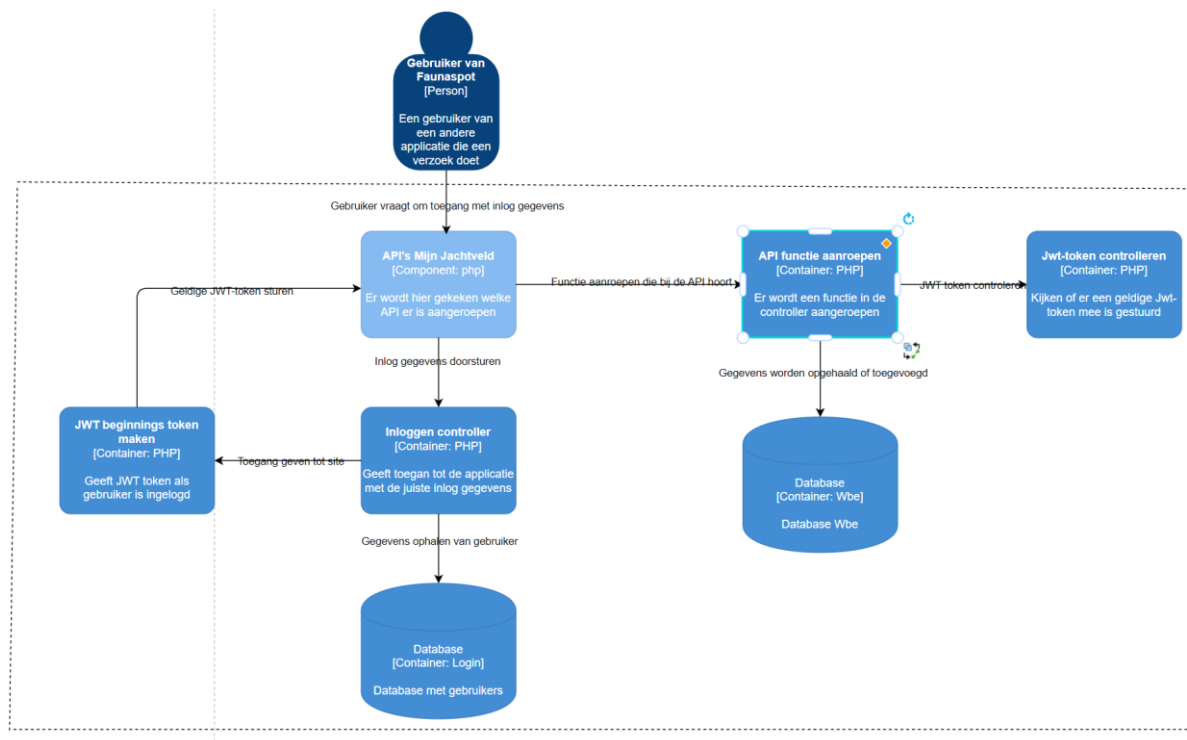 Gebruiker van
Faunaspot
[Person]
Een gebruiker van
een andere
applicatie die een
verzoek doet
Gebruiker vraagt om toegang met inlog gegevens
API's Mijn Jachtveld
[Component: php]
Er wordt hier gekeken welke
API er is aangeroepen
Functie aanroepen die bij de API hoort
API functie aanroepen
[Container: PHP]
Er wordt een functie in de
controller aangeroepen
JWT token controleren
Jwt-token controlleren
[Container: PHP]
Kijken of er een geldige Jwt-
token mee is gestuurd
Geldige JWT-token sturen
Inlog gegevens doorsturen
Gegevens worden opgehaald of toegevoegd
JWT beginnings token
maken
[Container: PHP]
Geeft JWT token als
gebruiker is ingelogd
Toegang geven tot site
Inloggen controller
[Container: PHP]
Geeft toegan tot de applicatie
met de juiste inlog gegevens
Database
[Container: Wbe]
Database Wbe
Gegevens ophalen van gebruiker
Database
[Container: Login]
Database met gebruikers